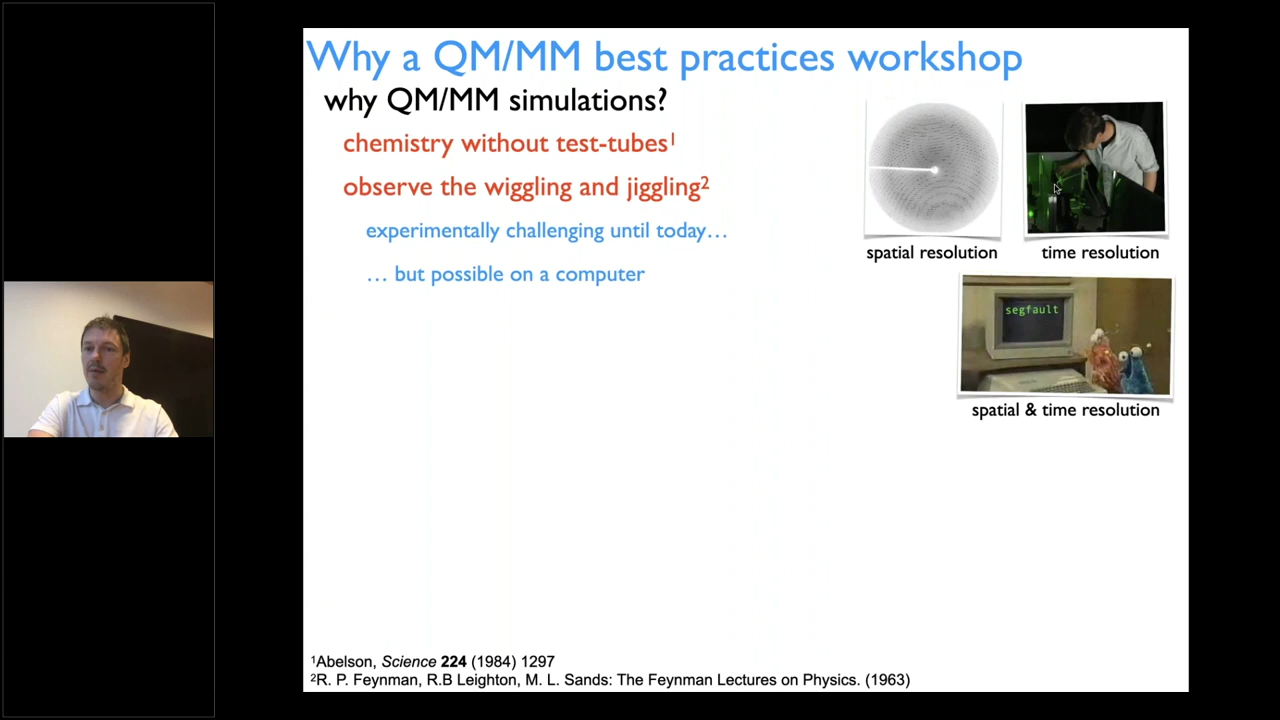 Why a QM/MM best practices workshop
why QM/MM simulations?
chemistry without test-tubes¹
observe the wiggling and jiggling²
experimentally challenging until today…
… but possible on a computer
spatial resolution
time resolution
segfault
spatial & time resolution
¹Abelson, Science 224 (1984) 1297
²R. P. Feynman, R.B Leighton, M. L. Sands: The Feynman Lectures on Physics. (1963)